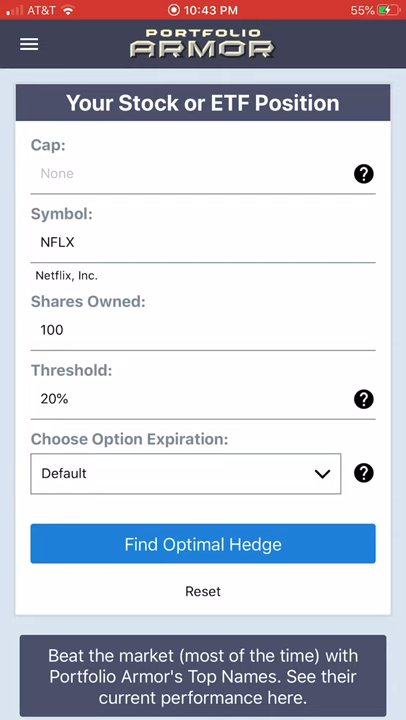 AT&T 10:43 PM 55%
PORTFOLIO
ARMOR
Your Stock or ETF Position
Cap:
None ?
Symbol:
NFLX
Netflix, Inc.
Shares Owned:
100
Threshold:
20% ?
Choose Option Expiration:
Default ?
Find Optimal Hedge
Reset
Beat the market (most of the time) with
Portfolio Armor's Top Names. See their
current performance here.